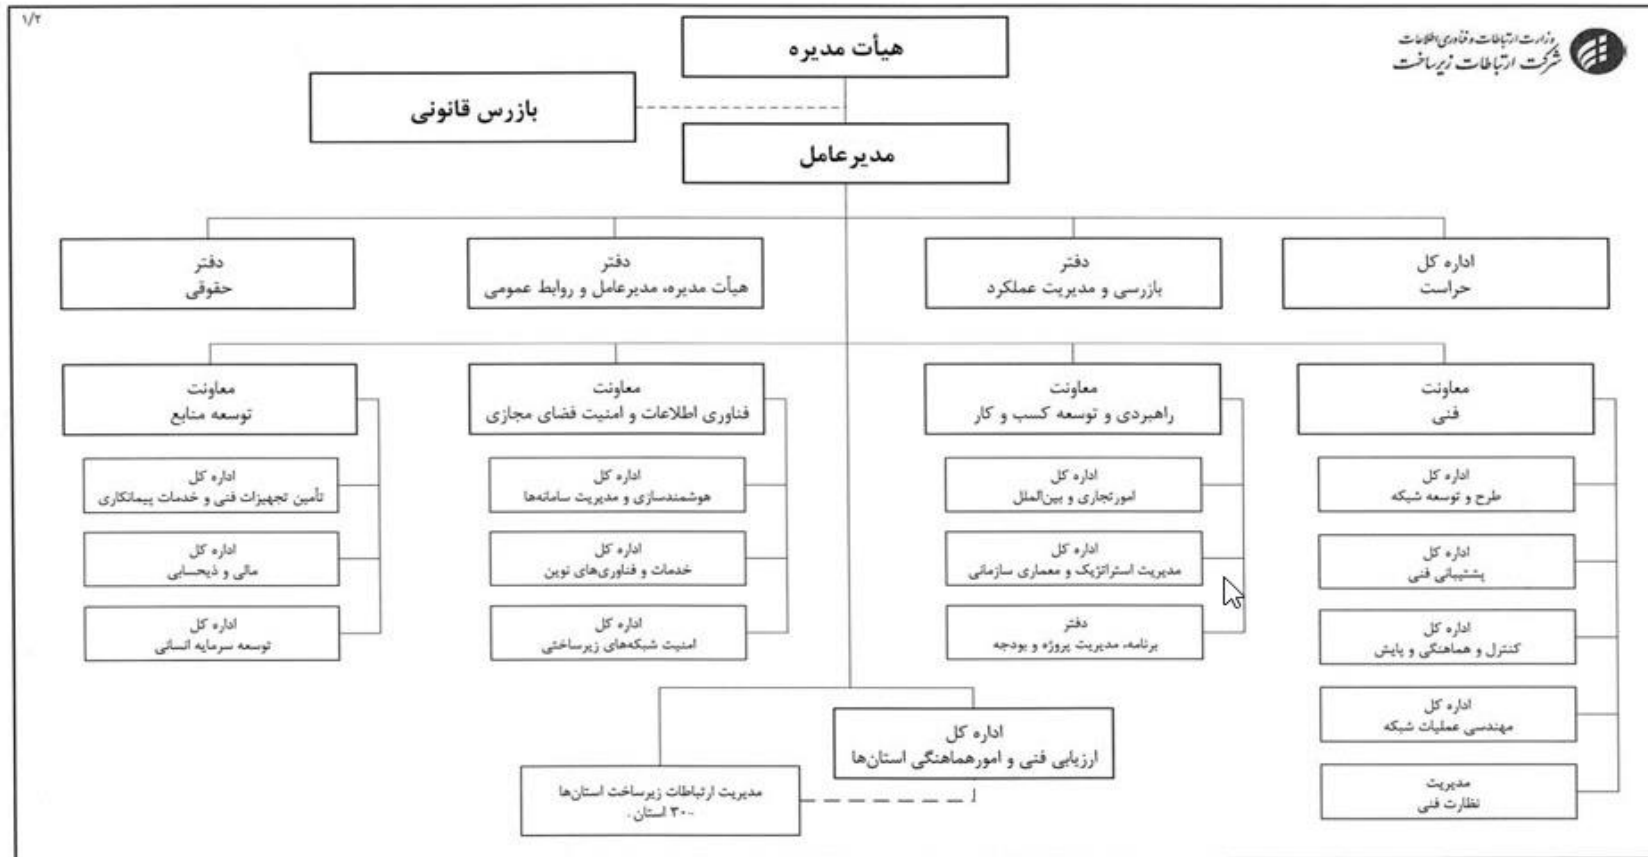 ۱/۲
وزارت ارتباطات و فناوری اطلاعات
شرکت ارتباطات زیرساخت
هیأت مدیره
بازرس قانونی
مدیرعامل
اداره کل
حراست
دفتر
بازرسی و مدیریت عملکرد
دفتر
هیأت مدیره، مدیرعامل و روابط عمومی
دفتر
حقوقی
معاونت
فنی
اداره کل
طرح و توسعه شبکه
اداره کل
پشتیبانی فنی
اداره کل
کنترل و هماهنگی و پایش
اداره کل
مهندسی عملیات شبکه
مدیریت
نظارت فنی
معاونت
راهبردی و توسعه کسب و کار
اداره کل
امورتجاری و بین‌الملل
اداره کل
مدیریت استراتژیک و معماری سازمانی
دفتر
برنامه، مدیریت پروژه و بودجه
معاونت
فناوری اطلاعات و امنیت فضای مجازی
اداره کل
هوشمندسازی و مدیریت سامانه‌ها
اداره کل
خدمات و فناوری‌های نوین
اداره کل
امنیت شبکه‌های زیرساختی
معاونت
توسعه منابع
اداره کل
تأمین تجهیزات فنی و خدمات پیمانکاری
اداره کل
مالی و ذیحسابی
اداره کل
توسعه سرمایه انسانی
اداره کل
ارزیابی فنی و امورهماهنگی استان‌ها
مدیریت ارتباطات زیرساخت استان‌ها
۳۰ استان